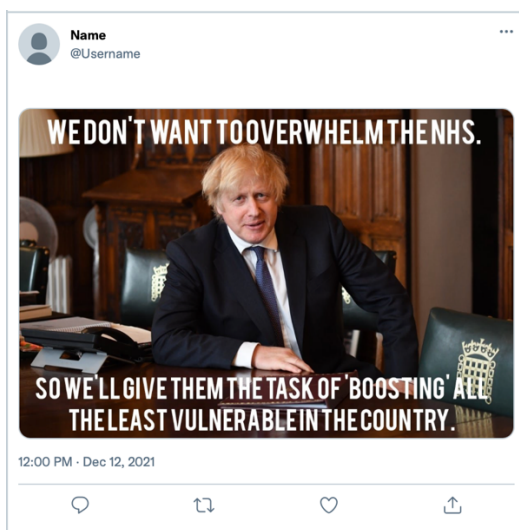 Name
@Username
WE DON'T WANT TO OVERWHELM THE NHS.
SO WE'LL GIVE THEM THE TASK OF 'BOOSTING' ALL
THE LEAST VULNERABLE IN THE COUNTRY.
12:00 PM · Dec 12, 2021